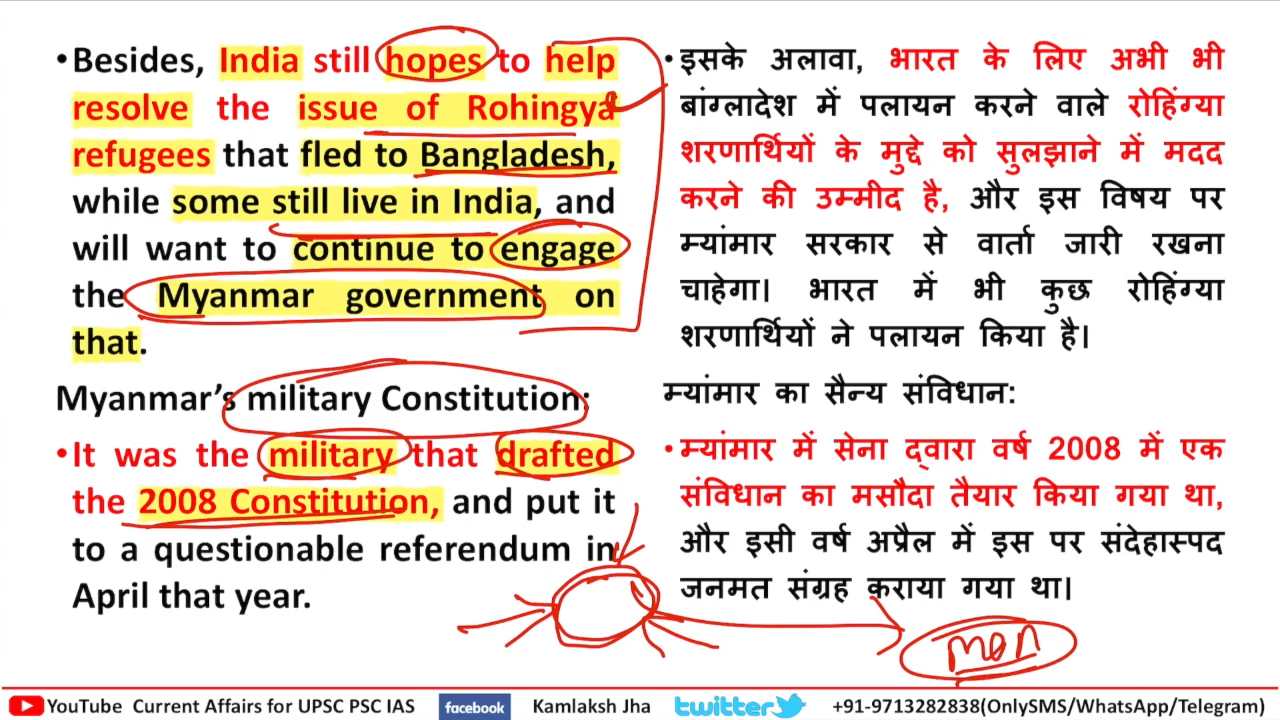 •Besides, India still hopes to help
resolve the issue of Rohingya
refugees that fled to Bangladesh,
while some still live in India, and
will want to continue to engage
the Myanmar government on
that.
Myanmar’s military Constitution:
•It was the military that drafted
the 2008 Constitution, and put it
to a questionable referendum in
April that year.
•इसके अलावा, भारत के लिए अभी भी
बांग्लादेश में पलायन करने वाले रोहिंग्या
शरणार्थियों के मुद्दे को सुलझाने में मदद
करने की उम्मीद है, और इस विषय पर
म्यांमार सरकार से वार्ता जारी रखना
चाहेगा। भारत में भी कुछ रोहिंग्या
शरणार्थियों ने पलायन किया है।
म्यांमार का सैन्य संविधान:
•म्यांमार में सेना द्वारा वर्ष 2008 में एक
संविधान का मसौदा तैयार किया गया था,
और इसी वर्ष अप्रैल में इस पर संदेहास्पद
जनमत संग्रह कराया गया था।
YouTube Current Affairs for UPSC PSC IAS facebook Kamlaksh Jha twitter +91-9713282838(OnlySMS/WhatsApp/Telegram)